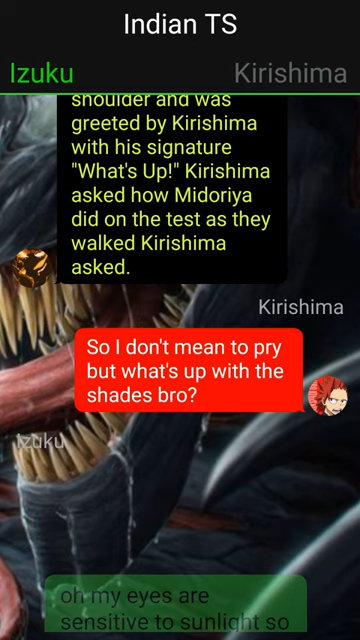 Indian TS
Izuku
Kirishima
shoulder and was
greeted by Kirishima
with his signature
"What's Up!" Kirishima
asked how Midoriya
did on the test as they
walked Kirishima
asked.
Kirishima
So I don't mean to pry
but what's up with the
shades bro?
Izuku
oh my eyes are
sensitive to sunlight so